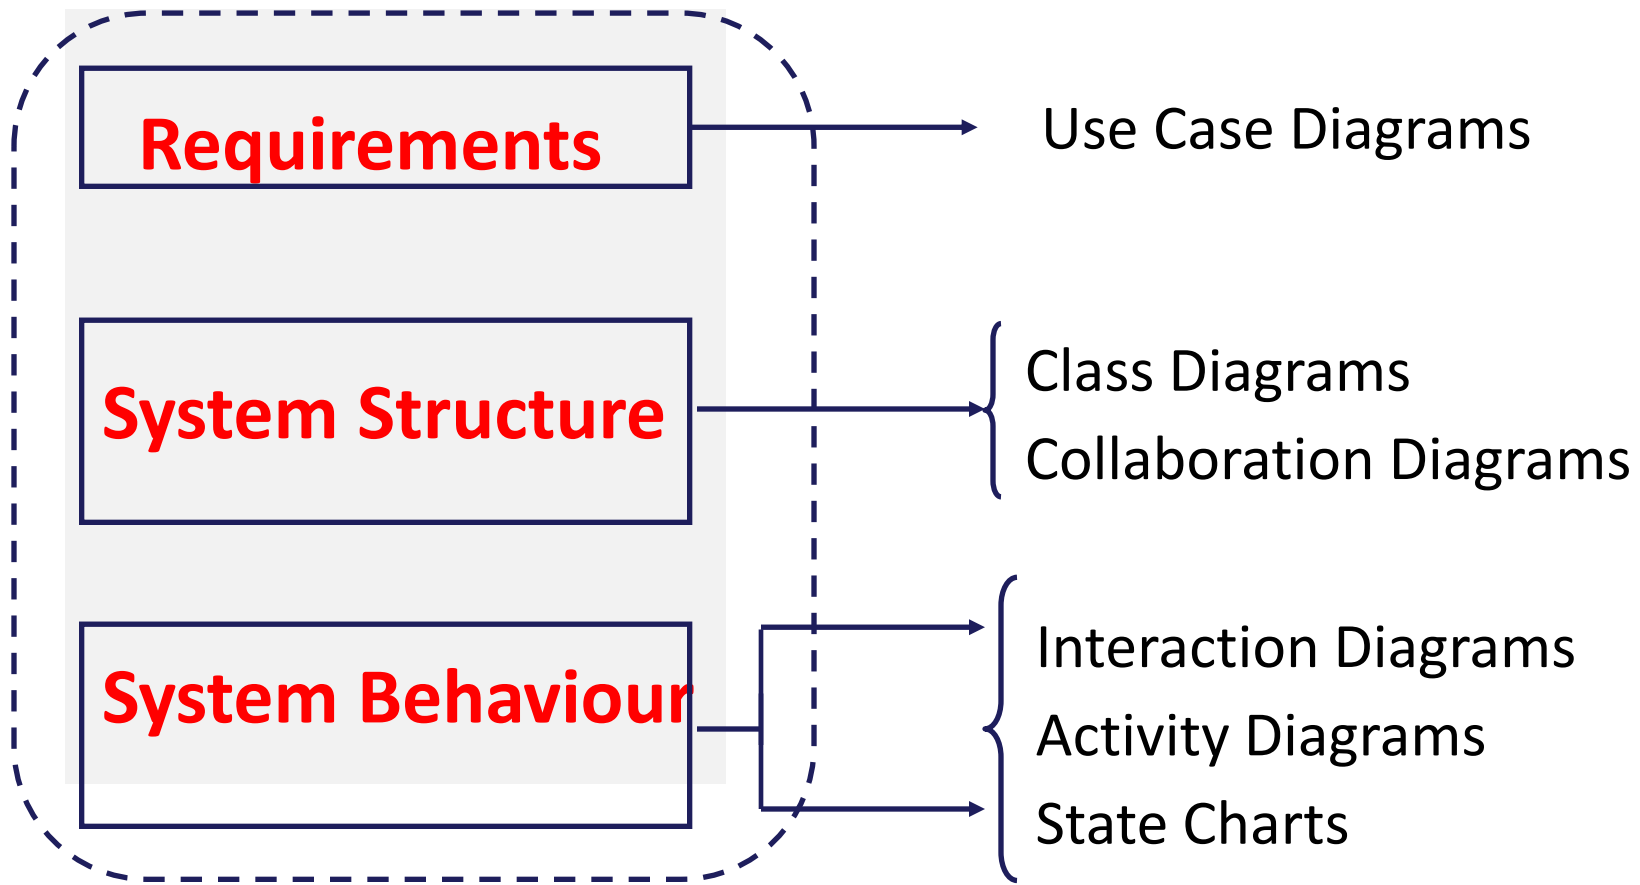 Requirements
Use Case Diagrams
System Structure
Class Diagrams
Collaboration Diagrams
System Behaviour
Interaction Diagrams
Activity Diagrams
State Charts